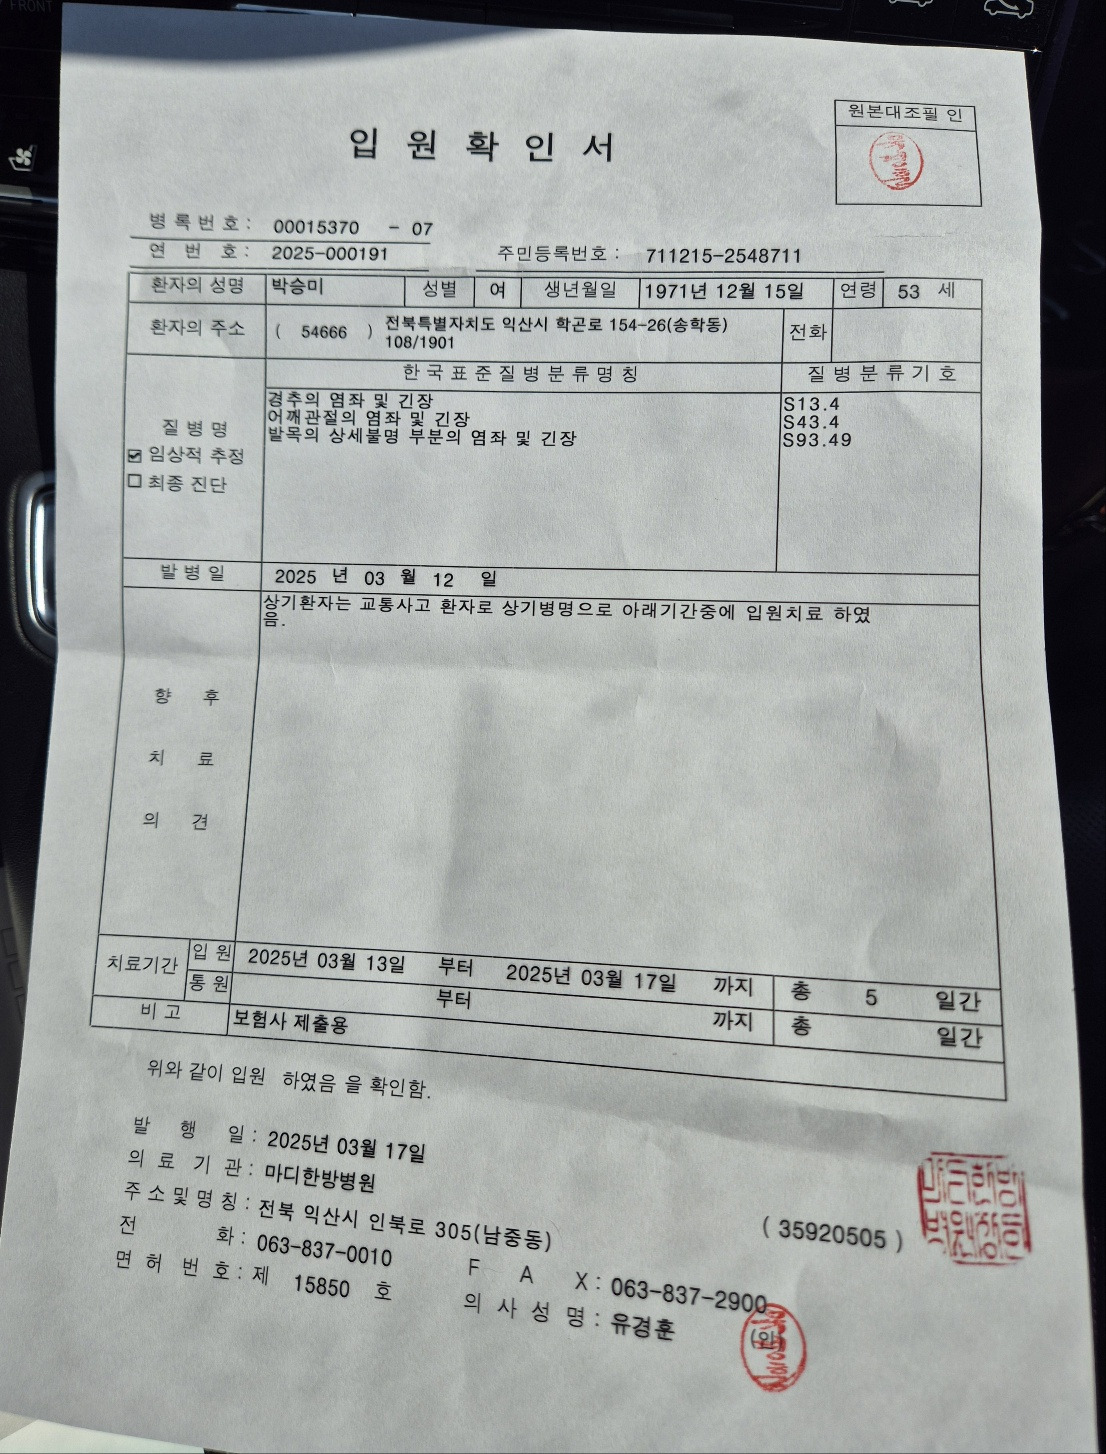 FRONT
원본대조필 인
입원확인서
병록번호: 00015370 - 07
연 번 호: 2025-000191 주민등록번호: 711215-2548711
환자의 성명 박승미 성별 여 생년월일 1971년 12월 15일 연령 53 세
환자의 주소 ( 54666 ) 전북특별자치도 익산시 학곤로 154-26(송학동) 전화
108/1901
한국표준질병분류명칭 질병분류기호
경추의 염좌 및 긴장 S13.4
어깨관절의 염좌 및 긴장 S43.4
발목의 상세불명 부분의 염좌 및 긴장 S93.49
질병명
임상적 추정
최종 진단
발병일 2025 년 03 월 12 일
상기환자는 교통사고 환자로 상기병명으로 아래기간중에 입원치료 하였
음.
향 후
치 료
의 견
치료기간 입원 2025년 03월 13일 부터 2025년 03월 17일 까지 총 5 일간
통원 부터 까지 총 일간
비고 보험사 제출용
위와 같이 입원 하였음 을 확인함.
발 행 일: 2025년 03월 17일
의료기관: 마디한방병원
주소및명칭: 전북 익산시 인북로 305(남중동) ( 35920505 )
전 화: 063-837-0010 F A X: 063-837-2900
면허번호: 제 15850 호 의사성명: 유경훈 (인)